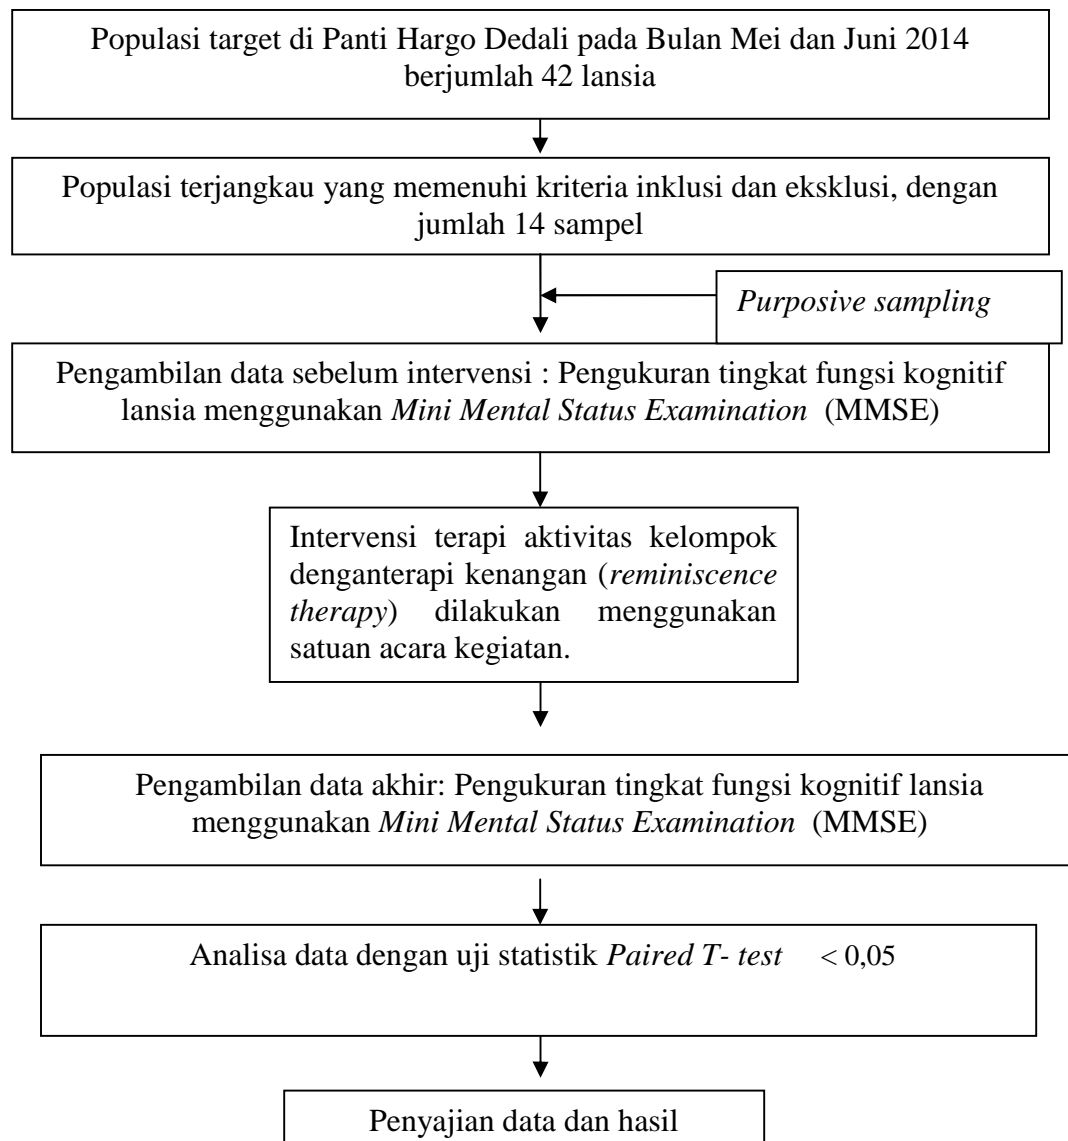 Populasi target di Panti Hargo Dedali pada Bulan Mei dan Juni 2014
berjumlah 42 lansia
Populasi terjangkau yang memenuhi kriteria inklusi dan eksklusi, dengan
jumlah 14 sampel
Purposive sampling
Pengambilan data sebelum intervensi : Pengukuran tingkat fungsi kognitif
lansia menggunakan Mini Mental Status Examination (MMSE)
Intervensi terapi aktivitas kelompok
denganterapi kenangan (reminiscence
therapy) dilakukan menggunakan
satuan acara kegiatan.
Pengambilan data akhir: Pengukuran tingkat fungsi kognitif lansia
menggunakan Mini Mental Status Examination (MMSE)
Analisa data dengan uji statistik Paired T- test < 0,05
Penyajian data dan hasil